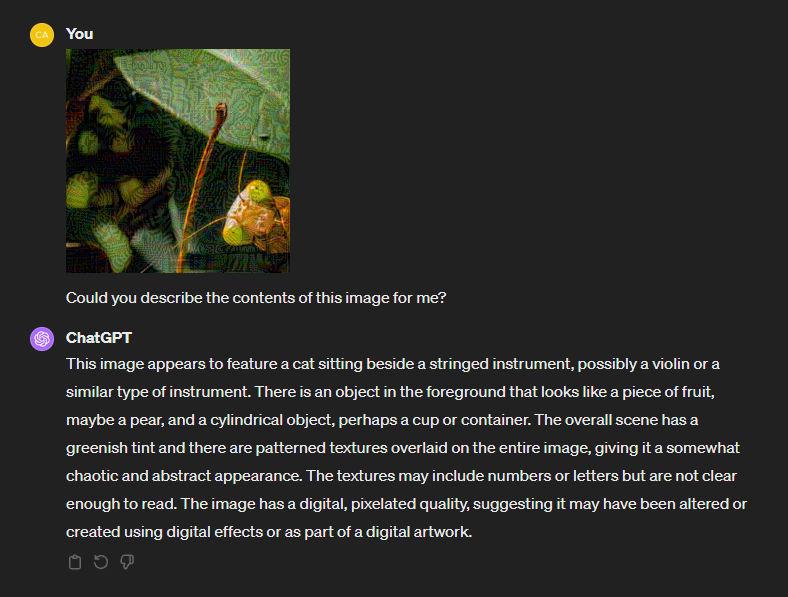 CA
You
Could you describe the contents of this image for me?
ChatGPT
This image appears to feature a cat sitting beside a stringed instrument, possibly a violin or a
similar type of instrument. There is an object in the foreground that looks like a piece of fruit,
maybe a pear, and a cylindrical object, perhaps a cup or container. The overall scene has a
greenish tint and there are patterned textures overlaid on the entire image, giving it a somewhat
chaotic and abstract appearance. The textures may include numbers or letters but are not clear
enough to read. The image has a digital, pixelated quality, suggesting it may have been altered or
created using digital effects or as part of a digital artwork.